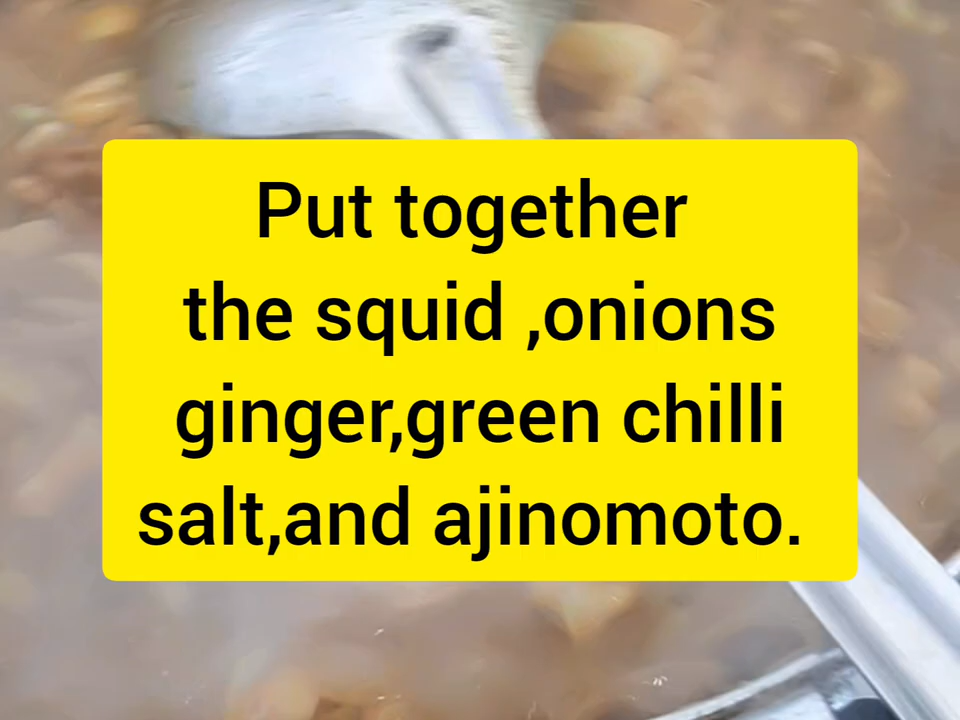 Put together
the squid ,onions
ginger,green chilli
salt,and ajinomoto.